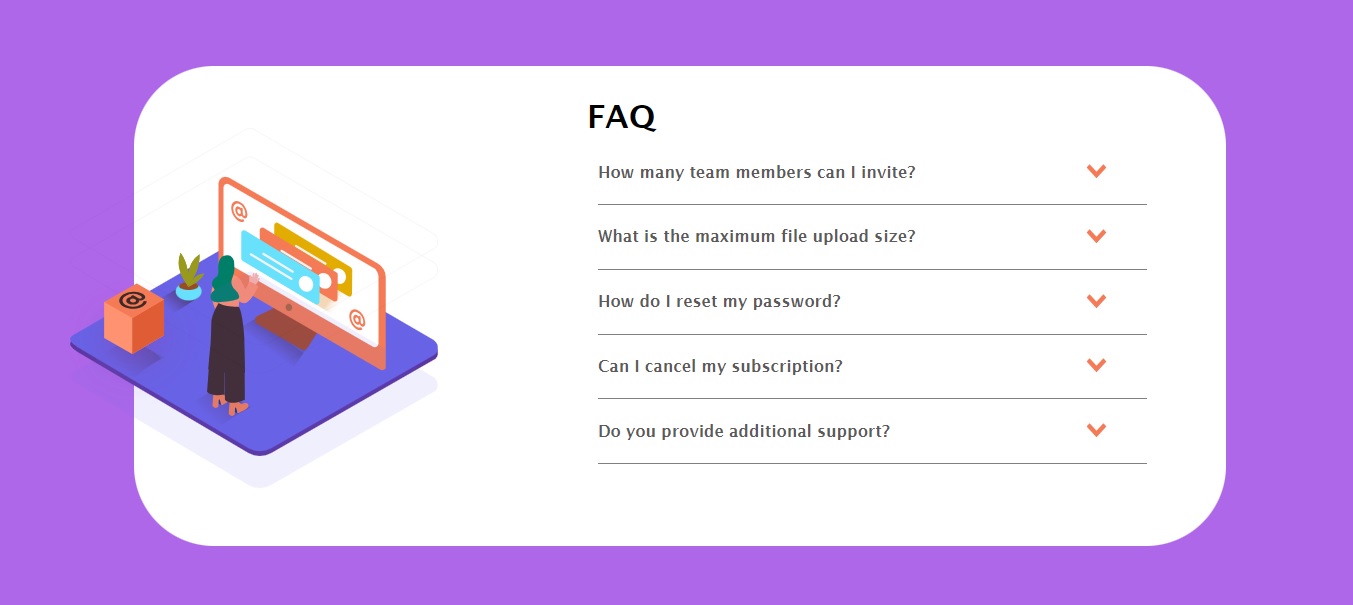 FAQ
How many team members can I invite?
What is the maximum file upload size?
How do I reset my password?
Can I cancel my subscription?
Do you provide additional support?
@
@
@